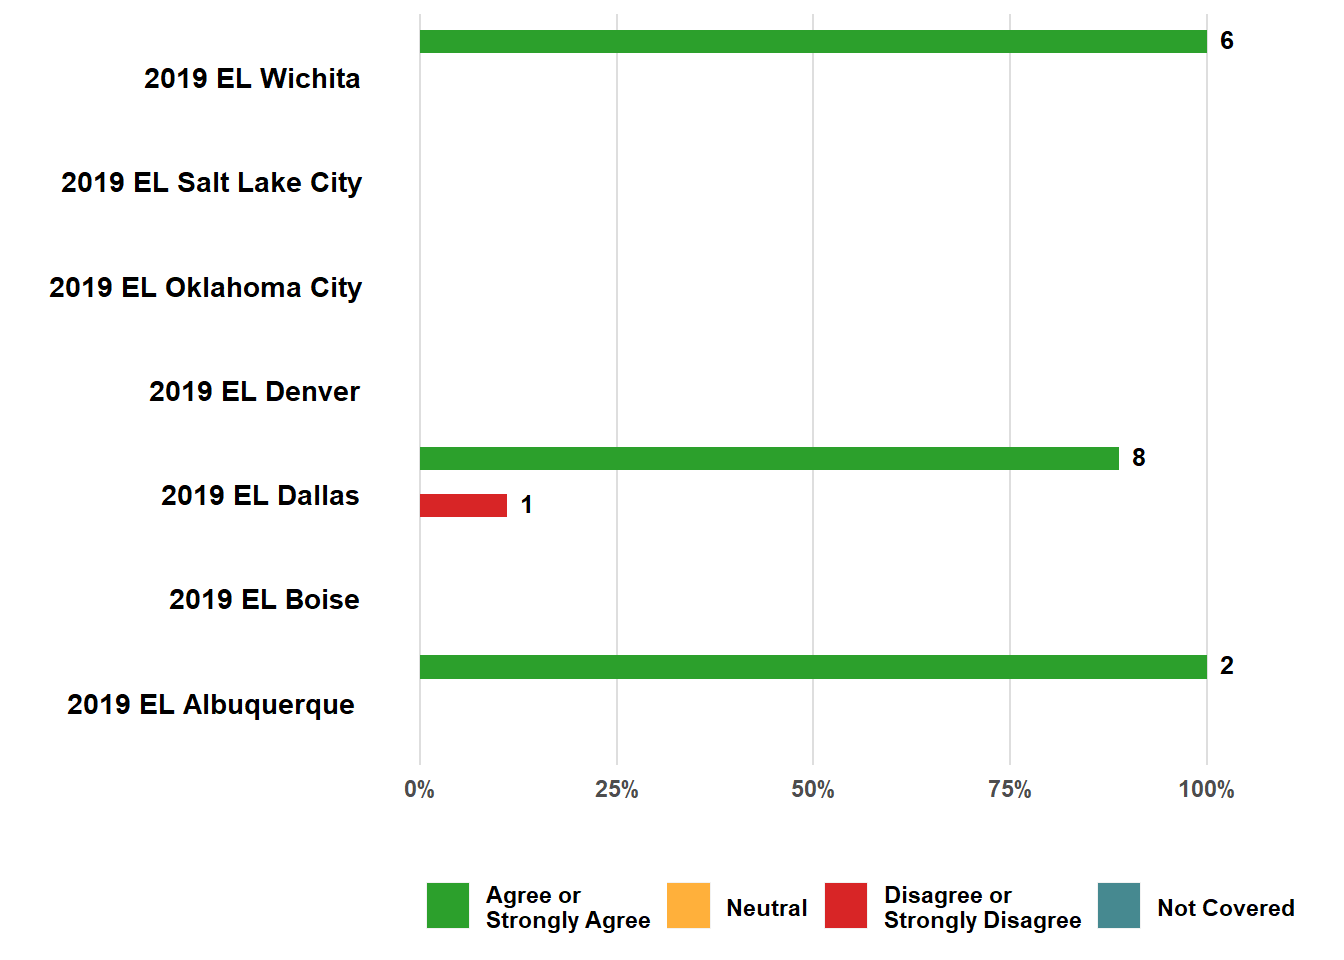 6
2019 EL Wichita
2019 EL Salt Lake City
2019 EL Oklahoma City
2019 EL Denver
8
2019 EL Dallas
1
2019 EL Boise
2
2019 EL Albuquerque
0% 25% 50% 75% 100%
Agree or
Strongly Agree
Neutral
Disagree or
Strongly Disagree
Not Covered